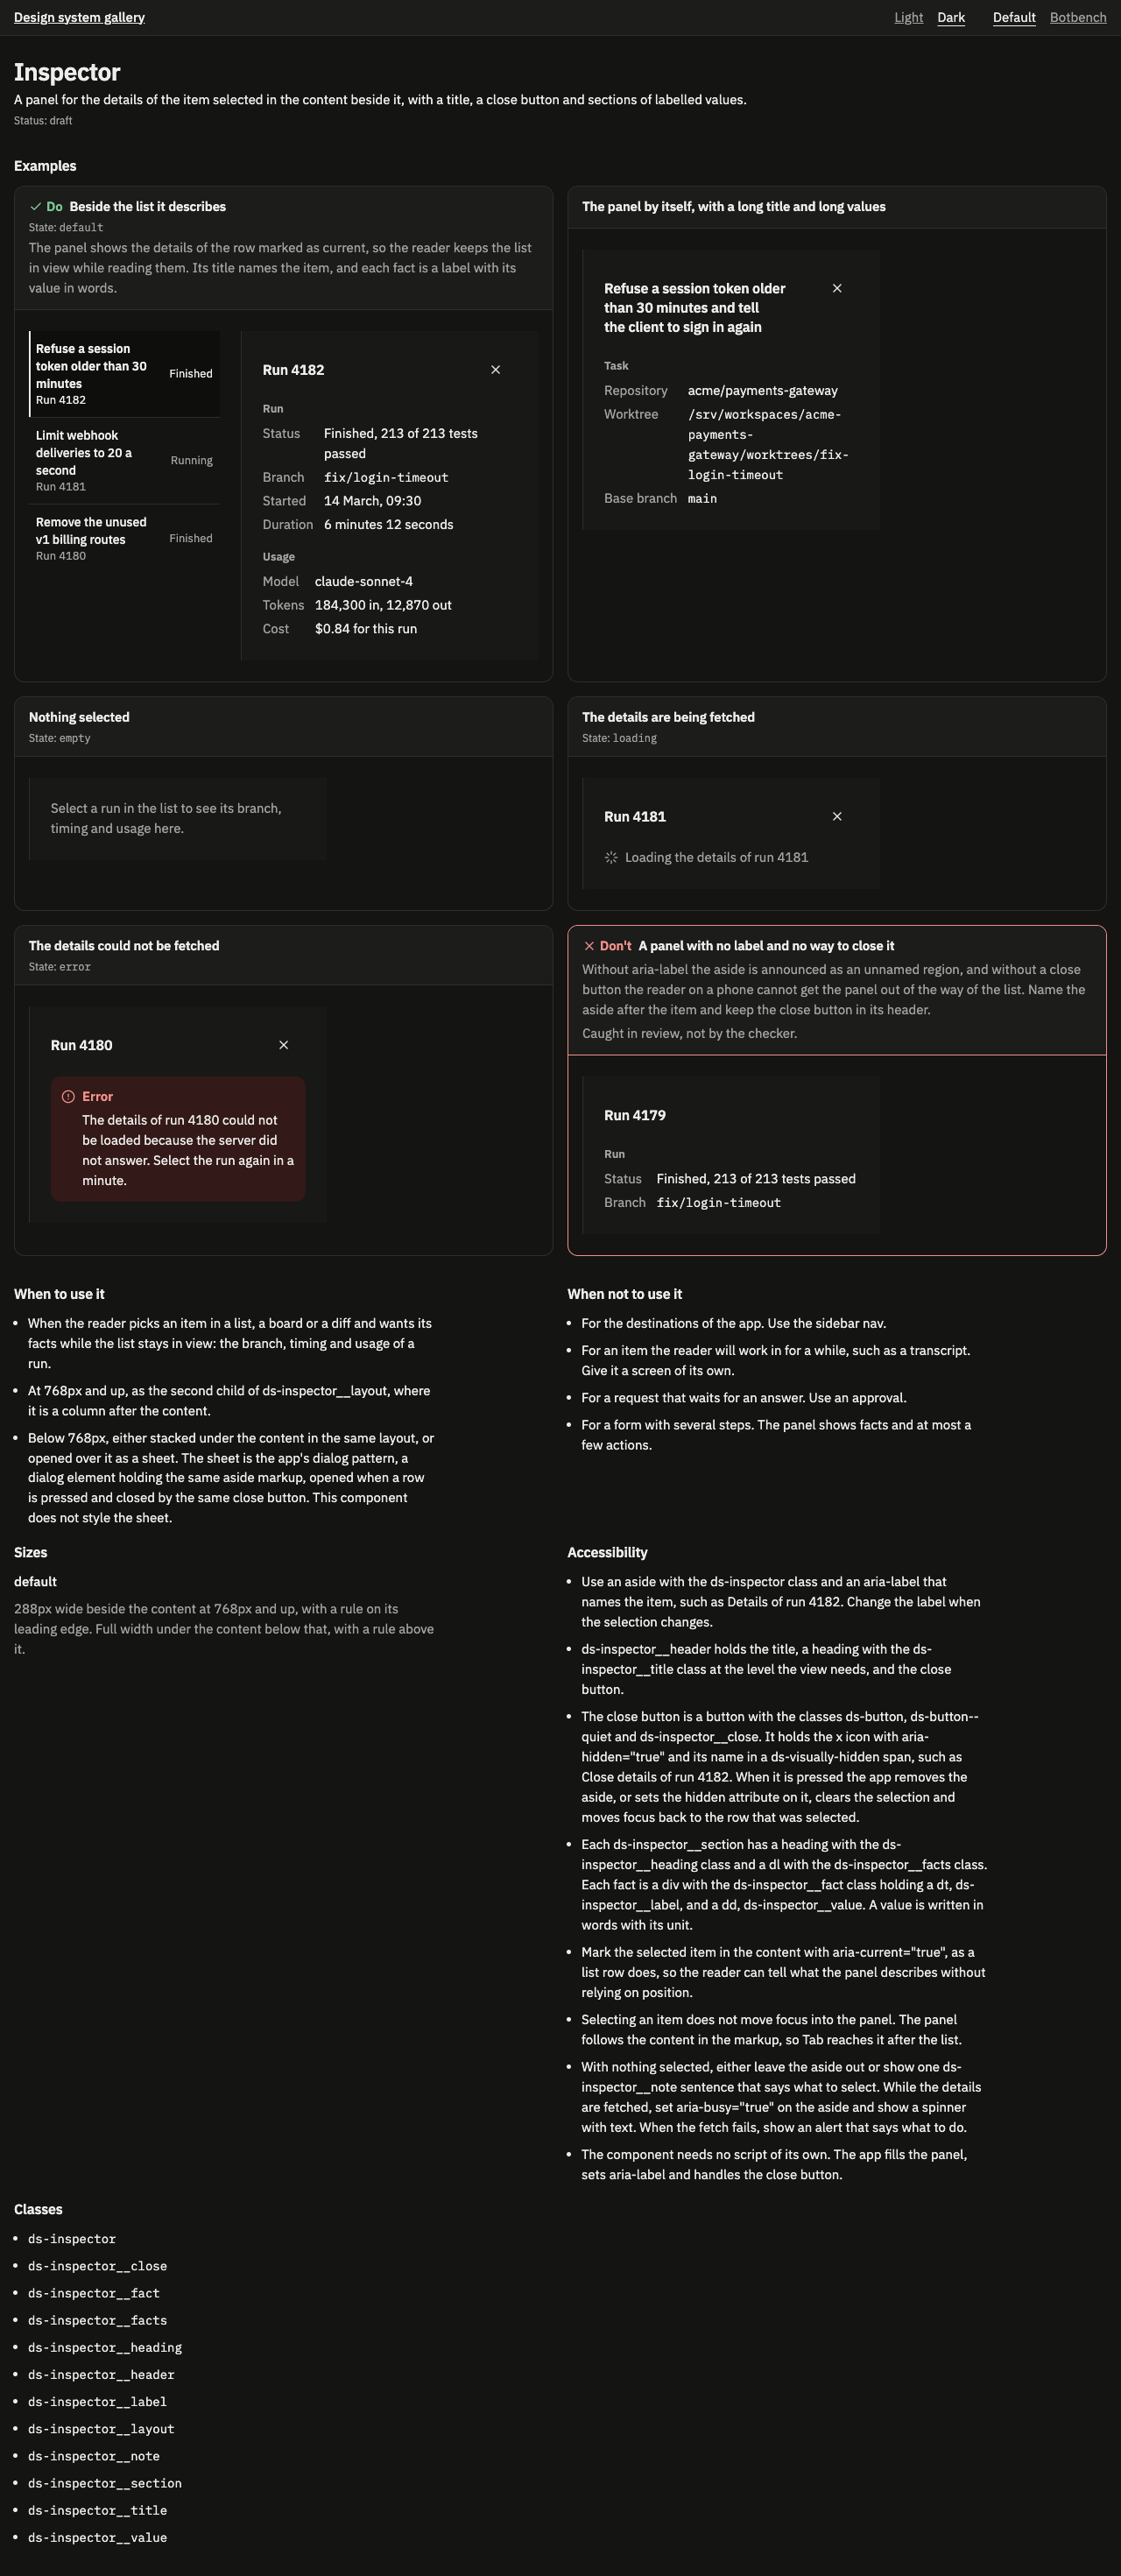 Design system gallery
Light Dark Default Botbench
Inspector
A panel for the details of the item selected in the content beside it, with a title, a close button and sections of labelled values.
Status: draft
Examples
Do Beside the list it describes
State: default
The panel shows the details of the row marked as current, so the reader keeps the list
in view while reading them. Its title names the item, and each fact is a label with its
value in words.
Refuse a session
token older than 30
minutes
Run 4182
Finished
Limit webhook
deliveries to 20 a
second
Run 4181
Running
Remove the unused
v1 billing routes
Run 4180
Finished
Run 4182
Run
Status Finished, 213 of 213 tests
passed
Branch fix/login-timeout
Started 14 March, 09:30
Duration 6 minutes 12 seconds
Usage
Model claude-sonnet-4
Tokens 184,300 in, 12,870 out
Cost $0.84 for this run
The panel by itself, with a long title and long values
Refuse a session token older
than 30 minutes and tell
the client to sign in again
Task
Repository acme/payments-gateway
Worktree /srv/workspaces/acme-
payments-
gateway/worktrees/fix-
login-timeout
Base branch main
Nothing selected
State: empty
Select a run in the list to see its branch,
timing and usage here.
The details are being fetched
State: loading
Run 4181
Loading the details of run 4181
The details could not be fetched
State: error
Run 4180
Error
The details of run 4180 could not
be loaded because the server did
not answer. Select the run again in a
minute.
Don't A panel with no label and no way to close it
Without aria-label the aside is announced as an unnamed region, and without a close
button the reader on a phone cannot get the panel out of the way of the list. Name the
aside after the item and keep the close button in its header.
Caught in review, not by the checker.
Run 4179
Run
Status Finished, 213 of 213 tests passed
Branch fix/login-timeout
When to use it
When the reader picks an item in a list, a board or a diff and wants its
facts while the list stays in view: the branch, timing and usage of a
run.
At 768px and up, as the second child of ds-inspector__layout, where
it is a column after the content.
Below 768px, either stacked under the content in the same layout, or
opened over it as a sheet. The sheet is the app's dialog pattern, a
dialog element holding the same aside markup, opened when a row
is pressed and closed by the same close button. This component
does not style the sheet.
When not to use it
For the destinations of the app. Use the sidebar nav.
For an item the reader will work in for a while, such as a transcript.
Give it a screen of its own.
For a request that waits for an answer. Use an approval.
For a form with several steps. The panel shows facts and at most a
few actions.
Sizes
default
288px wide beside the content at 768px and up, with a rule on its
leading edge. Full width under the content below that, with a rule above
it.
Accessibility
Use an aside with the ds-inspector class and an aria-label that
names the item, such as Details of run 4182. Change the label when
the selection changes.
ds-inspector__header holds the title, a heading with the ds-
inspector__title class at the level the view needs, and the close
button.
The close button is a button with the classes ds-button, ds-button--
quiet and ds-inspector__close. It holds the x icon with aria-
hidden="true" and its name in a ds-visually-hidden span, such as
Close details of run 4182. When it is pressed the app removes the
aside, or sets the hidden attribute on it, clears the selection and
moves focus back to the row that was selected.
Each ds-inspector__section has a heading with the ds-
inspector__heading class and a dl with the ds-inspector__facts class.
Each fact is a div with the ds-inspector__fact class holding a dt, ds-
inspector__label, and a dd, ds-inspector__value. A value is written in
words with its unit.
Mark the selected item in the content with aria-current="true", as a
list row does, so the reader can tell what the panel describes without
relying on position.
Selecting an item does not move focus into the panel. The panel
follows the content in the markup, so Tab reaches it after the list.
With nothing selected, either leave the aside out or show one ds-
inspector__note sentence that says what to select. While the details
are fetched, set aria-busy="true" on the aside and show a spinner
with text. When the fetch fails, show an alert that says what to do.
The component needs no script of its own. The app fills the panel,
sets aria-label and handles the close button.
Classes
ds-inspector
ds-inspector__close
ds-inspector__fact
ds-inspector__facts
ds-inspector__heading
ds-inspector__header
ds-inspector__label
ds-inspector__layout
ds-inspector__note
ds-inspector__section
ds-inspector__title
ds-inspector__value